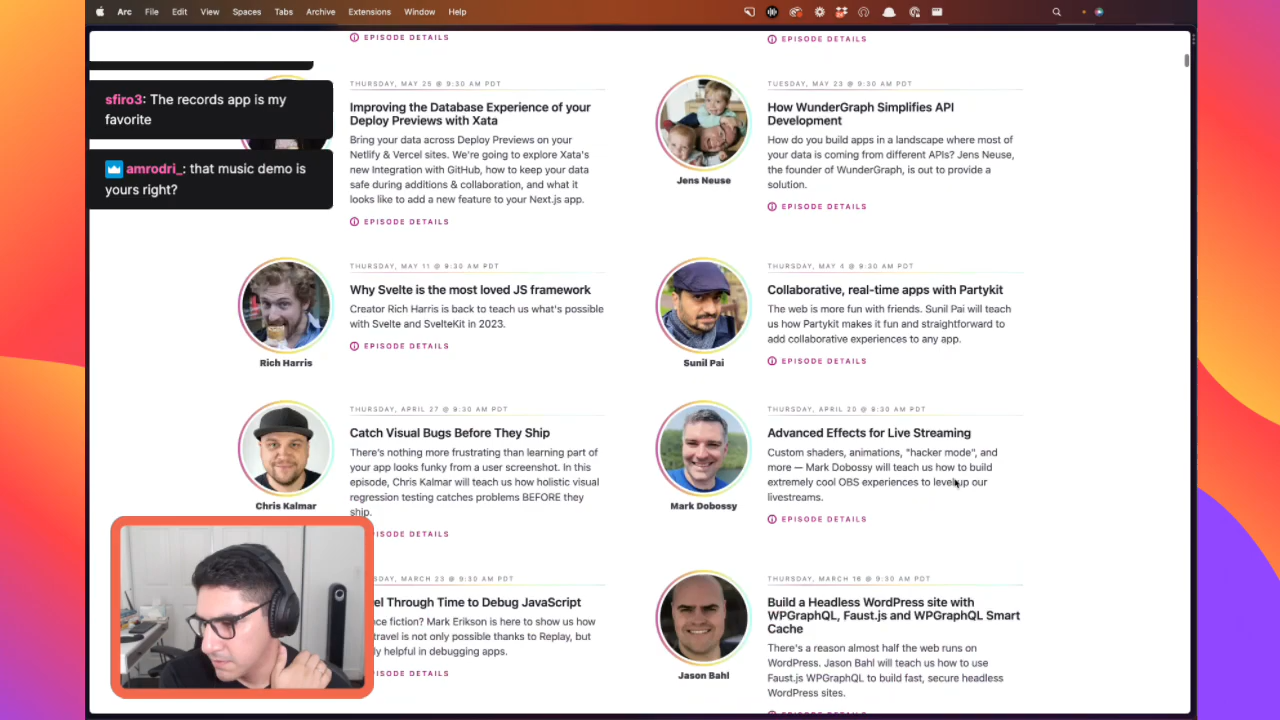 Arc File Edit View Spaces Tabs Archive Extensions Window Help
EPISODE DETAILS
EPISODE DETAILS
sfiro3: The records app is my
favorite
amrodri_: that music demo is
yours right?
THURSDAY, MAY 25 @ 9:30 AM PDT
Improving the Database Experience of your
Deploy Previews with Xata
Bring your data across Deploy Previews on your
Netlify & Vercel sites. We're going to explore Xata's
new Integration with GitHub, how to keep your data
safe during additions & collaboration, and what it
looks like to add a new feature to your Next.js app.
EPISODE DETAILS
Jens Neuse
TUESDAY, MAY 23 @ 9:30 AM PDT
How WunderGraph Simplifies API
Development
How do you build apps in a landscape where most of
your data is coming from different APIs? Jens Neuse,
the founder of WunderGraph, is out to provide a
solution.
EPISODE DETAILS
Rich Harris
THURSDAY, MAY 11 @ 9:30 AM PDT
Why Svelte is the most loved JS framework
Creator Rich Harris is back to teach us what's possible
with Svelte and SvelteKit in 2023.
EPISODE DETAILS
Sunil Pai
THURSDAY, MAY 4 @ 9:30 AM PDT
Collaborative, real-time apps with Partykit
The web is more fun with friends. Sunil Pai will teach
us how Partykit makes it fun and straightforward to
add collaborative experiences to any app.
EPISODE DETAILS
Chris Kalmar
THURSDAY, APRIL 27 @ 9:30 AM PDT
Catch Visual Bugs Before They Ship
There's nothing more frustrating than learning part of
your app looks funky from a user screenshot. In this
episode, Chris Kalmar will teach us how holistic visual
regression testing catches problems BEFORE they
ship.
ISODE DETAILS
Mark Dobossy
THURSDAY, APRIL 20 @ 9:30 AM PDT
Advanced Effects for Live Streaming
Custom shaders, animations, "hacker mode", and
more — Mark Dobossy will teach us how to build
extremely cool OBS experiences to level up our
livestreams.
EPISODE DETAILS
SDAY, MARCH 23 @ 9:30 AM PDT
el Through Time to Debug JavaScript
nce fiction? Mark Erikson is here to show us how
travel is not only possible thanks to Replay, but
ly helpful in debugging apps.
ISODE DETAILS
Jason Bahl
THURSDAY, MARCH 16 @ 9:30 AM PDT
Build a Headless WordPress site with
WPGraphQL, Faust.js and WPGraphQL Smart
Cache
There's a reason almost half the web runs on
WordPress. Jason Bahl will teach us how to use
Faust.js WPGraphQL to build fast, secure headless
WordPress sites.